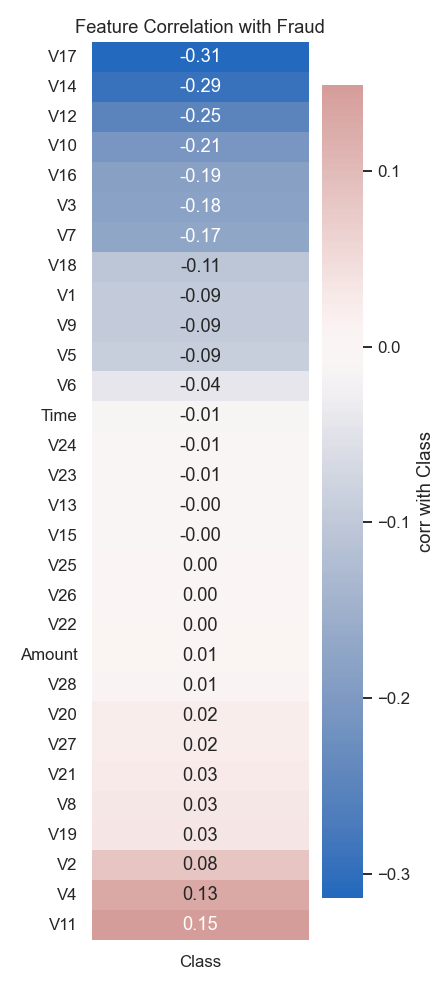 Feature Correlation with Fraud
V17 -0.31
V14 -0.29
V12 -0.25
V10 -0.21
V16 -0.19
V3 -0.18
V7 -0.17
V18 -0.11
V1 -0.09
V9 -0.09
V5 -0.09
V6 -0.04
Time -0.01
V24 -0.01
V23 -0.01
V13 -0.00
V15 -0.00
V25 0.00
V26 0.00
V22 0.00
Amount 0.01
V28 0.01
V20 0.02
V27 0.02
V21 0.03
V8 0.03
V19 0.03
V2 0.08
V4 0.13
V11 0.15
Class
0.1
0.0
−0.1
−0.2
−0.3
corr with Class